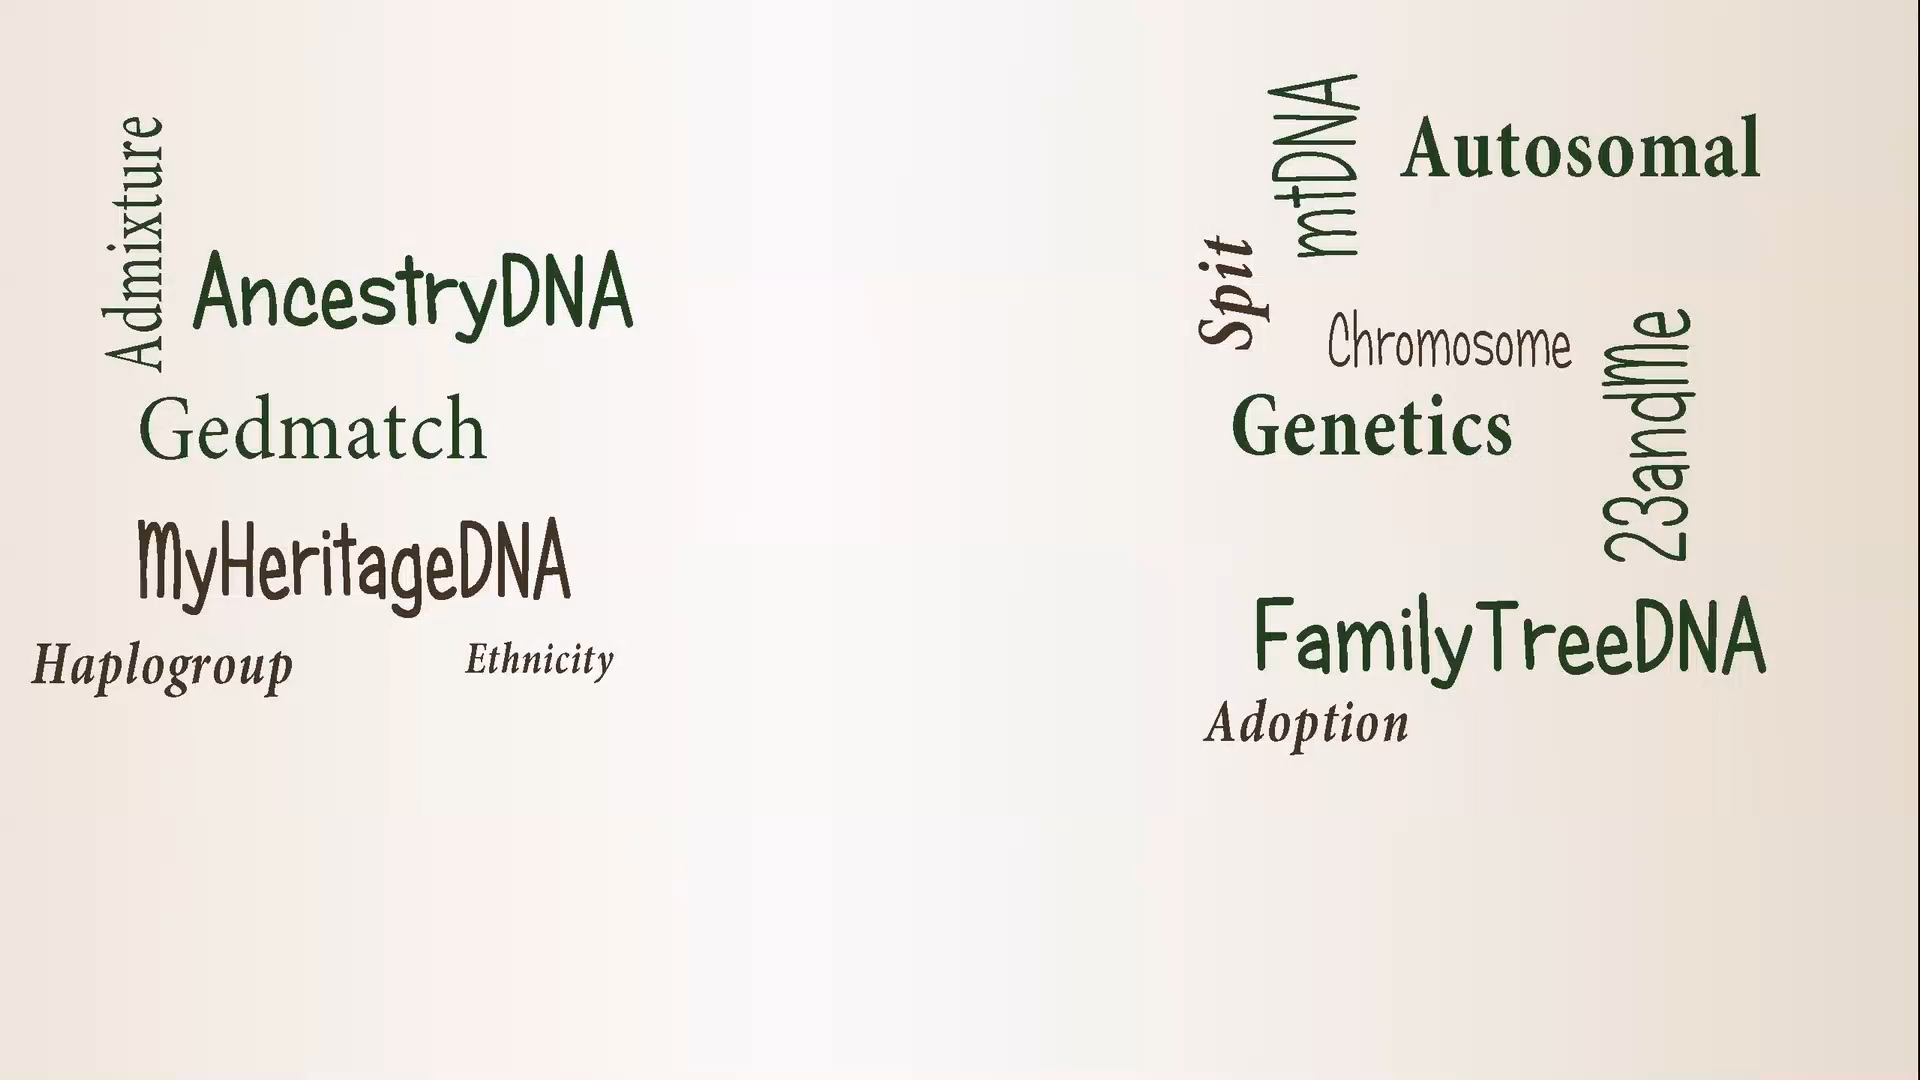 Admixture
AncestryDNA
Gedmatch
MyHeritageDNA
Haplogroup
Ethnicity
mtDNA
Autosomal
Spit
Chromosome
23andMe
Genetics
FamilyTreeDNA
Adoption